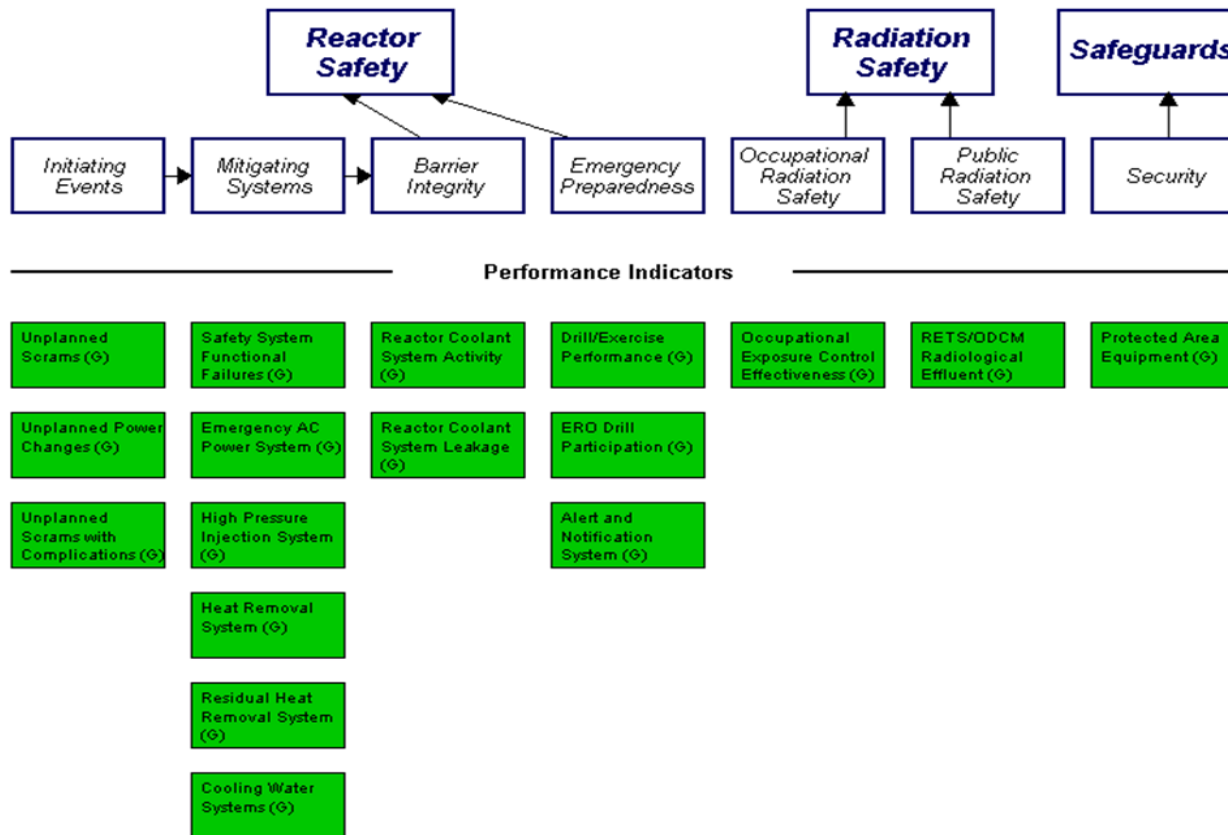 Reactor
Safety
Radiation
Safety
Safeguards
Initiating
Events
Mitigating
Systems
Barrier
Integrity
Emergency
Preparedness
Occupational
Radiation
Safety
Public
Radiation
Safety
Security
Performance Indicators
Unplanned
Scrams (G)
Safety System
Functional
Failures (G)
Reactor Coolant
System Activity
(G)
Drill/Exercise
Performance (G)
Occupational
Exposure Control
Effectiveness (G)
RETS/ODCM
Radiological
Effluent (G)
Protected Area
Equipment (G)
Unplanned Power
Changes (G)
Emergency AC
Power System (G)
Reactor Coolant
System Leakage
(G)
ERO Drill
Participation (G)
Unplanned
Scrams with
Complications (G)
High Pressure
Injection System
(G)
Alert and
Notification
System (G)
Heat Removal
System (G)
Residual Heat
Removal System
(G)
Cooling Water
Systems (G)